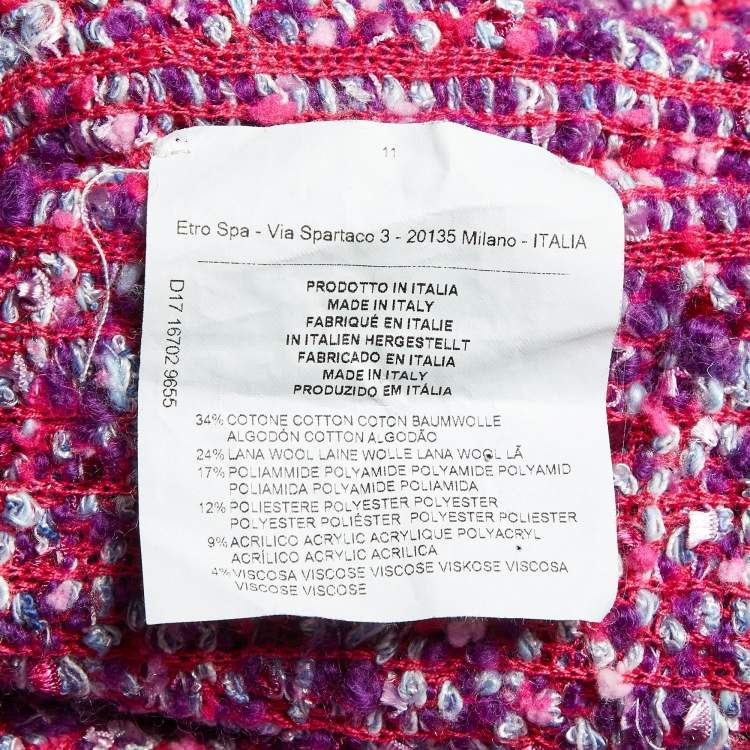 11
Etro Spa - Via Spartaco 3 - 20135 Milano - ITALIA
PRODOTTO IN ITALIA
MADE IN ITALY
FABRIQUÉ EN ITALIE
IN ITALIEN HERGESTELLT
FABRICADO EN ITALIA
MADE IN ITALY
PRODUZIDO EM ITÁLIA
D17 16702 9655
34% COTONE COTTON COTON BAUMWOLLE
ALGODÓN COTTON ALGODÃO
24% LANA WOOL LAINE WOLLE LANA WOOL LÃ
17% POLIAMMIDE POLYAMIDE POLYAMIDE POLYAMID
POLIAMIDA POLYAMIDE POLIAMIDA
12% POLIESTERE POLYESTER POLYESTER
POLYESTER POLIÉSTER POLYESTER POLIESTER
9% ACRILICO ACRYLIC ACRYLIQUE POLYACRYL
ACRÍLICO ACRYLIC ACRILICA
4% VISCOSA VISCOSE VISCOSE VISKOSE VISCOSA
VISCOSE VISCOSE